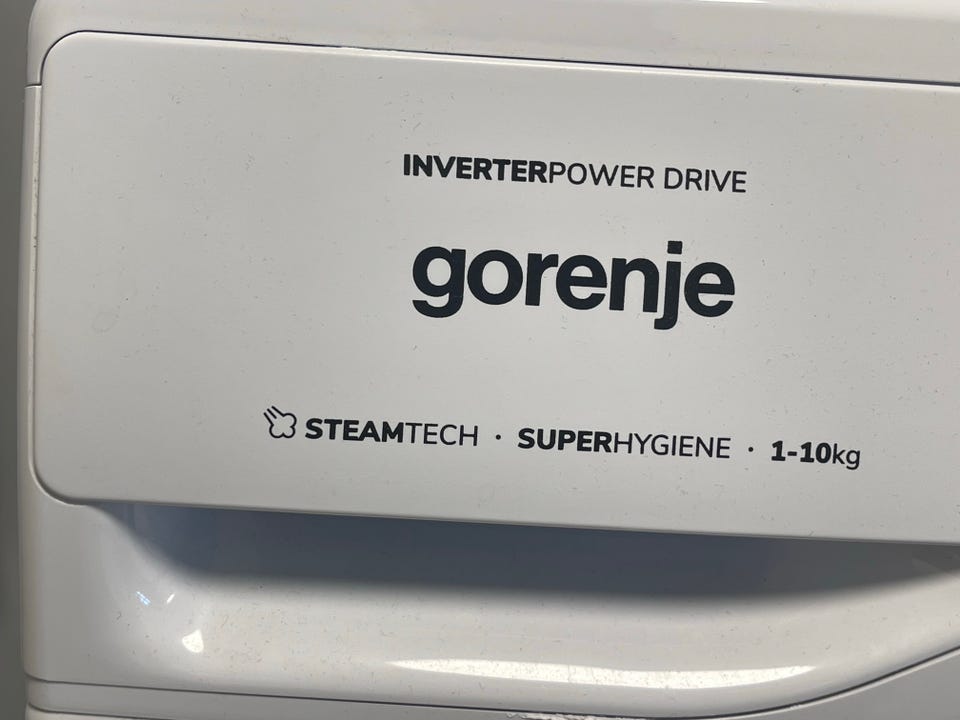 INVERTERPOWER DRIVE
gorenje
STEAMTECH · SUPERHYGIENE · 1-10kg